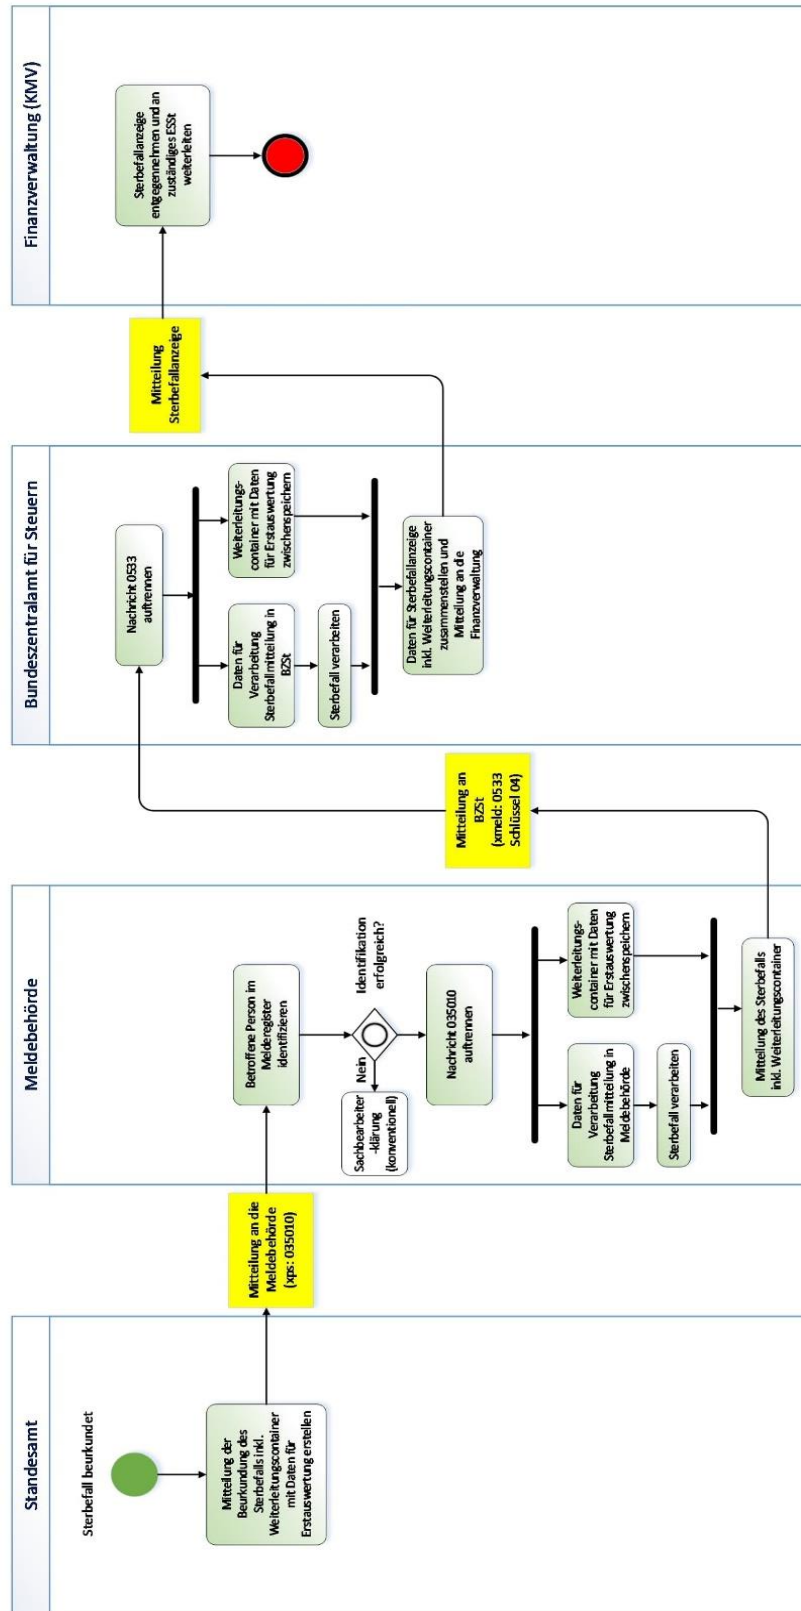 Standesamt
Sterbefall beurkundet
Mitteilung der
Beurkundung des
Sterbefalls inkl.
Weiterleitungscontainer
mit Daten für
Erstauswertung erstellen
Mitteilung an die
Meldebehörde
(xps: 035010)
Meldebehörde
Betroffene Person im
Melderegister
identifizieren
Identifikation
erfolgreich?
Nein
Sachbearbeiter
-klärung
(konventionell)
Nachricht 035010
auftrennen
Daten für
Verarbeitung
Sterbefallmitteilung in
Meldebehörde
Sterbefall verarbeiten
Weiterleitungs-
container mit Daten
für Erstauswertung
zwischenspeichern
Mitteilung des Sterbefalls
inkl. Weiterleitungscontainer
Mitteilung an
BZSt
(xmeld: 0533
Schlüssel 04)
Bundeszentralamt für Steuern
Nachricht 0533
auftrennen
Daten für
Verarbeitung
Sterbefallmitteilung in
BZSt
Sterbefall verarbeiten
Weiterleitungs-
container mit Daten
für Erstauswertung
zwischenspeichern
Daten für Sterbefallanzeige
inkl. Weiterleitungscontainer
zusammenstellen und
Mitteilung an die
Finanzverwaltung
Mitteilung
Sterbefallanzeige
Finanzverwaltung (KMV)
Sterbefallanzeige
entgegennehmen und an
zuständiges ESSt
weiterleiten